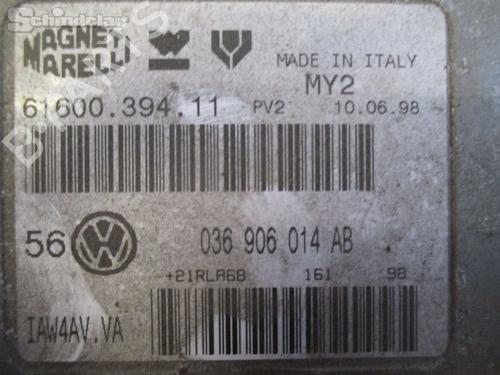 Schindelar
MAGNETI
MARELLI
MADE IN ITALY
MY2
61600.394.11 PV2 10.06.98
56 036 906 014 AB
+21RLA68 161 98
IAW4AV.VA